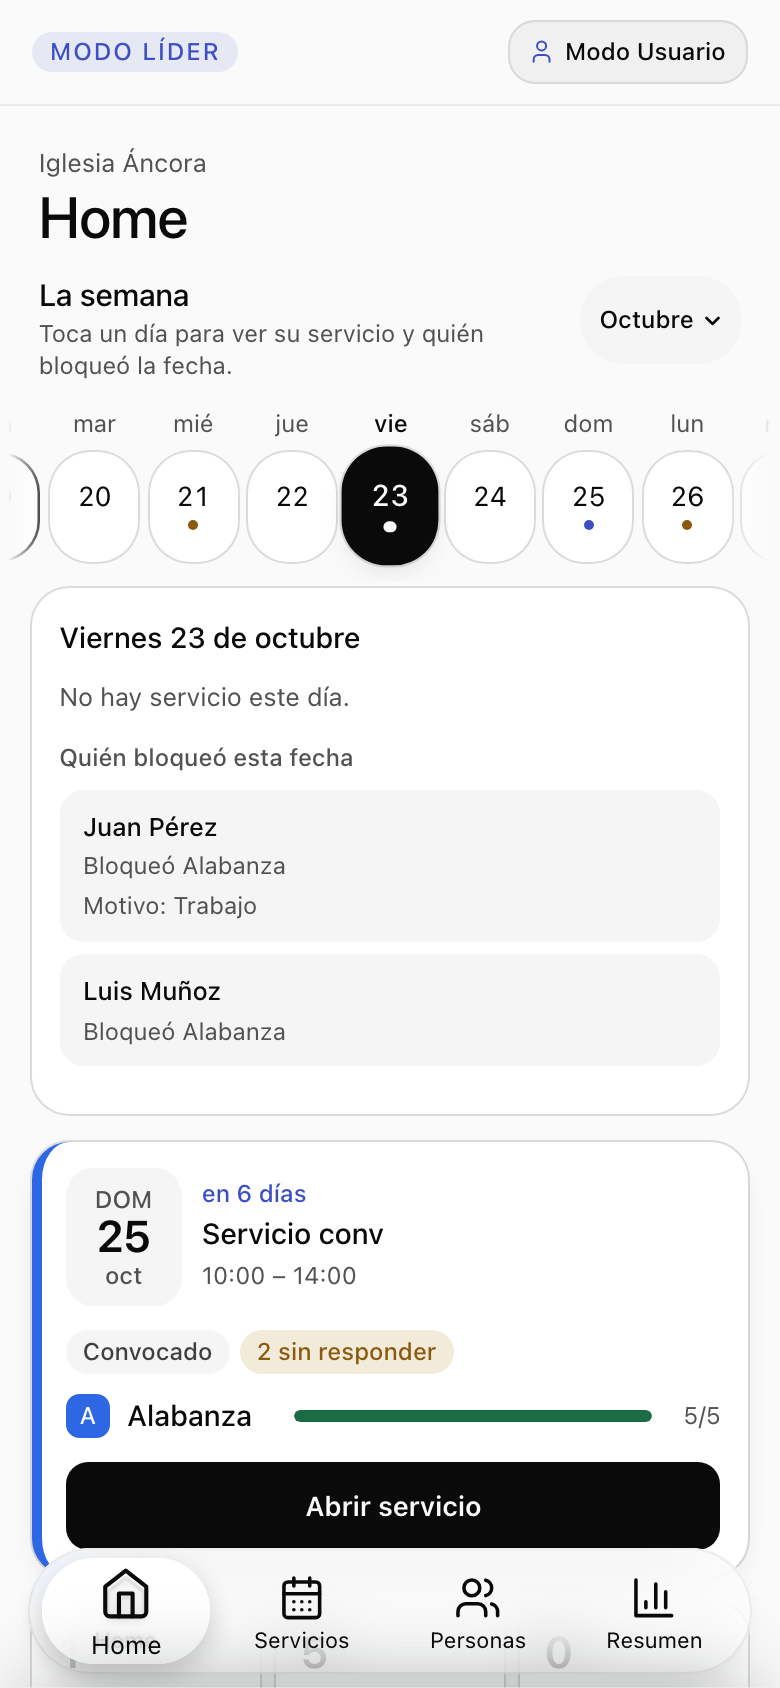 MODO LÍDER
Modo Usuario
Iglesia Áncora
Home
La semana
Toca un día para ver su servicio y quién
bloqueó la fecha.
Octubre
mar mié jue vie sáb dom lun
20 21 22 23 24 25 26
Viernes 23 de octubre
No hay servicio este día.
Quién bloqueó esta fecha
Juan Pérez
Bloqueó Alabanza
Motivo: Trabajo
Luis Muñoz
Bloqueó Alabanza
DOM
25
oct
en 6 días
Servicio conv
10:00 – 14:00
Convocado
2 sin responder
A Alabanza 5/5
Abrir servicio
Home Servicios Personas Resumen
5 0